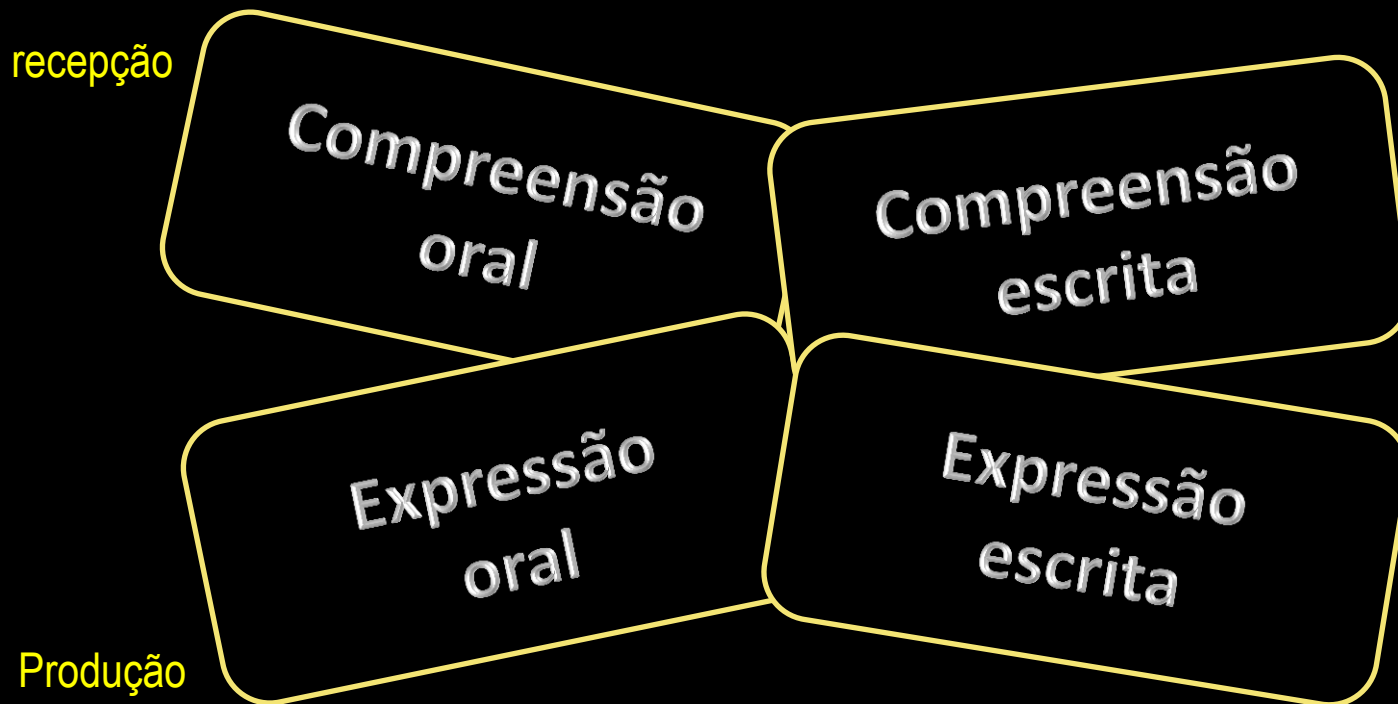 recepção
Compreensão
oral
Compreensão
escrita
Expressão
oral
Expressão
escrita
Produção